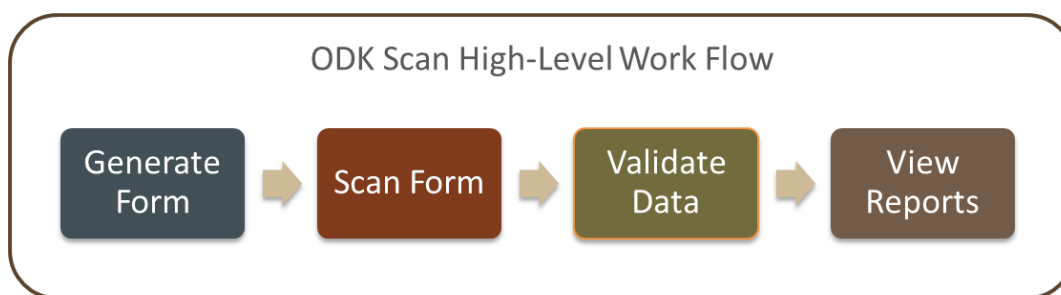 ODK Scan High-Level Work Flow
Generate
Form
Scan Form
Validate
Data
View
Reports